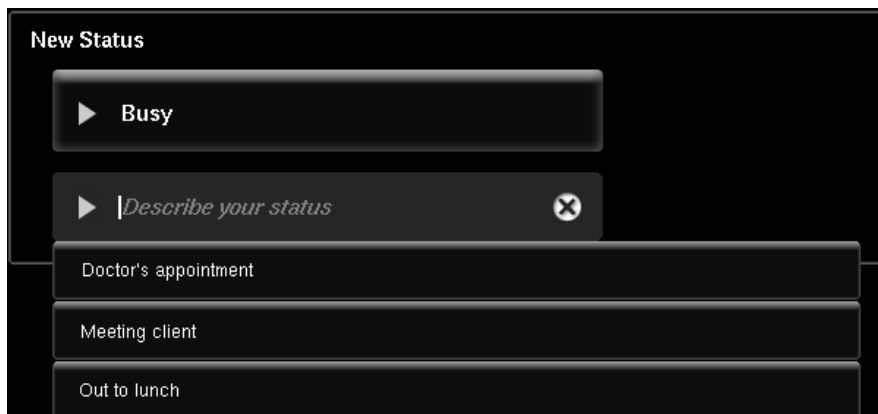 New Status
Busy
Describe your status
Doctor's appointment
Meeting client
Out to lunch